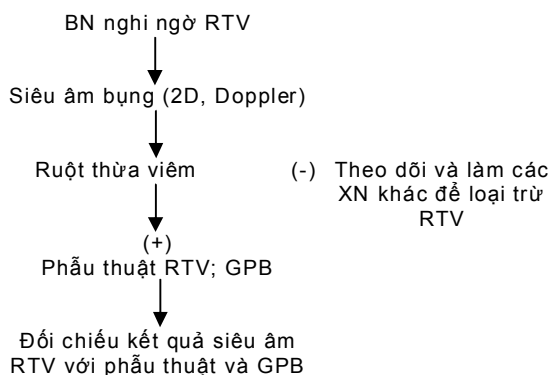 BN nghi ngờ RTV
Siêu âm bụng (2D, Doppler)
Ruột thừa viêm
(-) Theo dõi và làm các
XN khác để loại trừ
RTV
(+)
Phẫu thuật RTV; GPB
Đối chiếu kết quả siêu âm
RTV với phẫu thuật và GPB